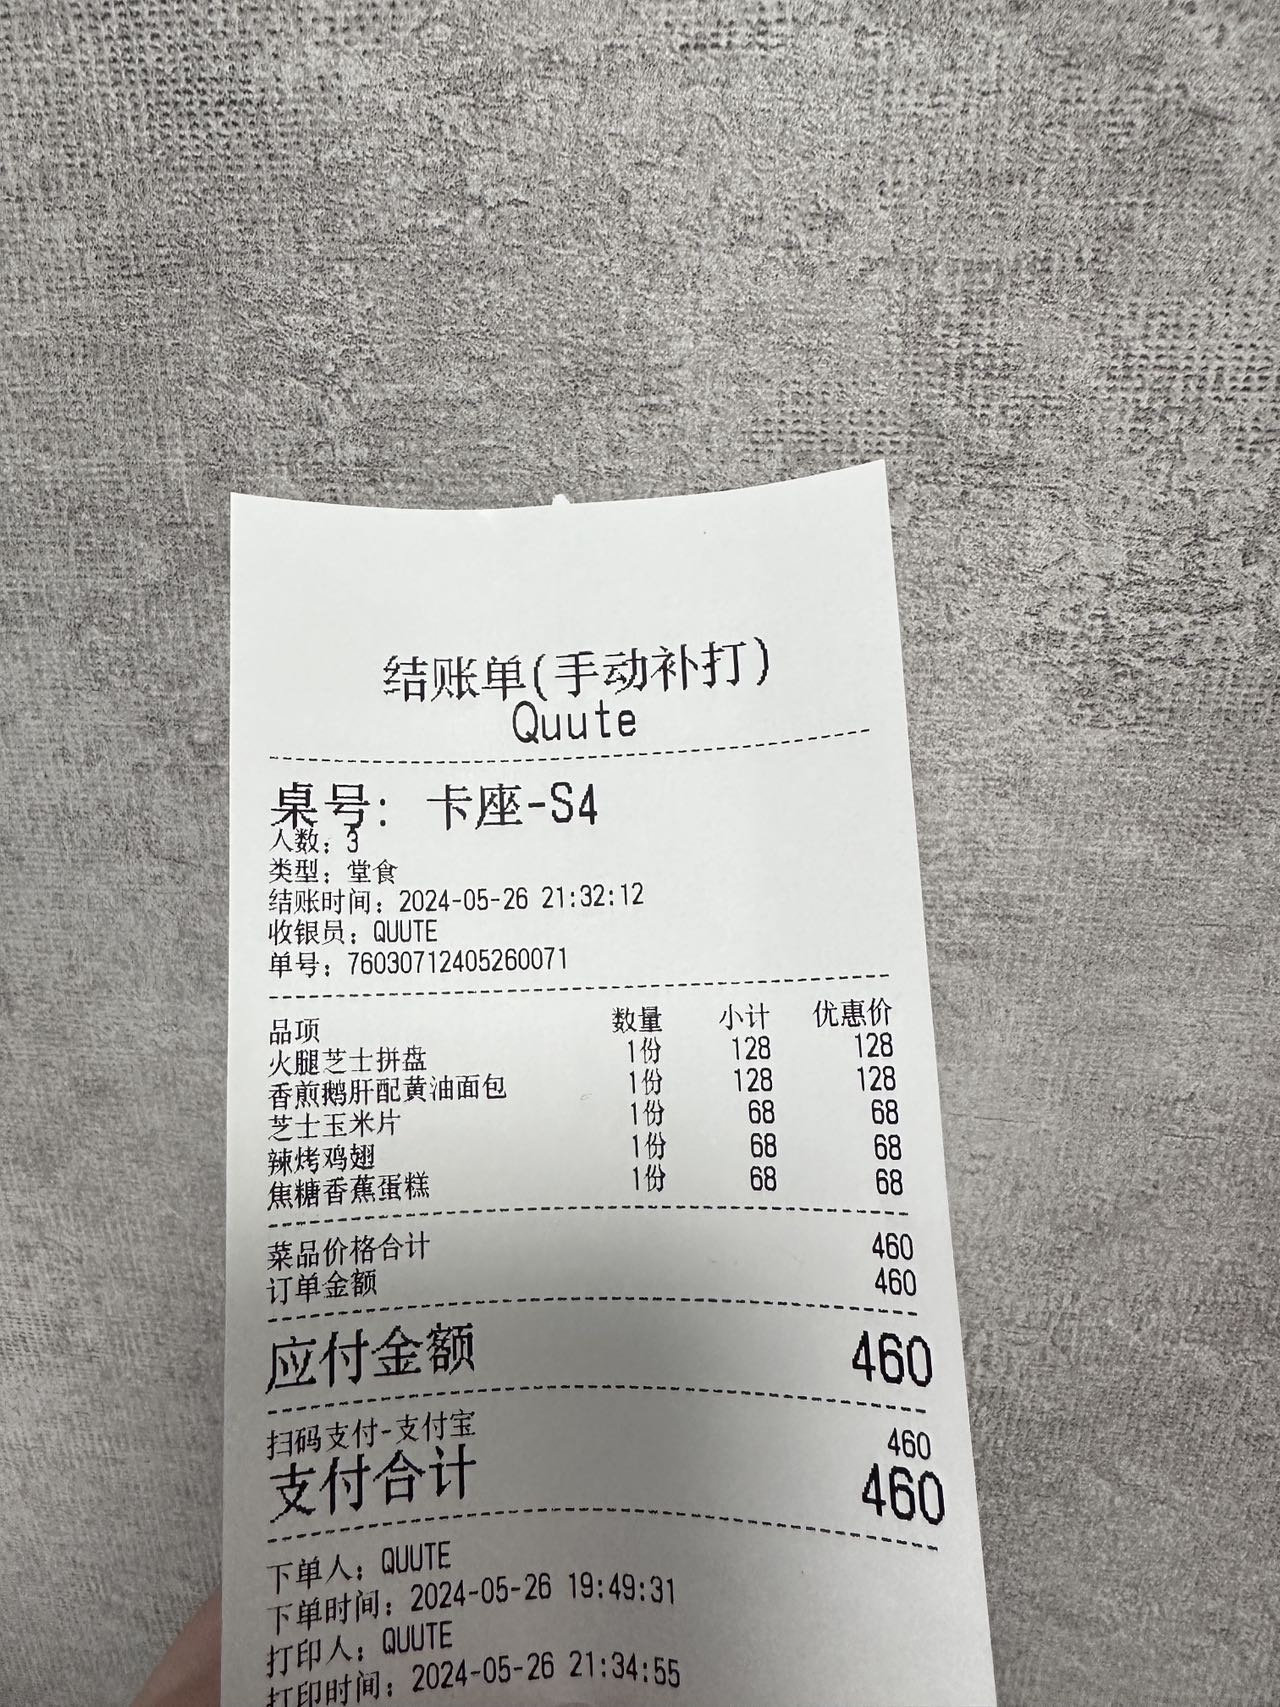 结账单(手动补打)
Quute
桌号: 卡座-S4
人数: 3
类型: 堂食
结账时间: 2024-05-26 21:32:12
收银员: QUUTE
单号: 76030712405260071
品项 数量 小计 优惠价
火腿芝士拼盘 1份 128 128
香煎鹅肝配黄油面包 1份 128 128
芝士玉米片 1份 68 68
辣烤鸡翅 1份 68 68
焦糖香蕉蛋糕 1份 68 68
菜品价格合计 460
订单金额 460
应付金额 460
扫码支付-支付宝 460
支付合计 460
下单人: QUUTE
下单时间: 2024-05-26 19:49:31
打印人: QUUTE
打印时间: 2024-05-26 21:34:55